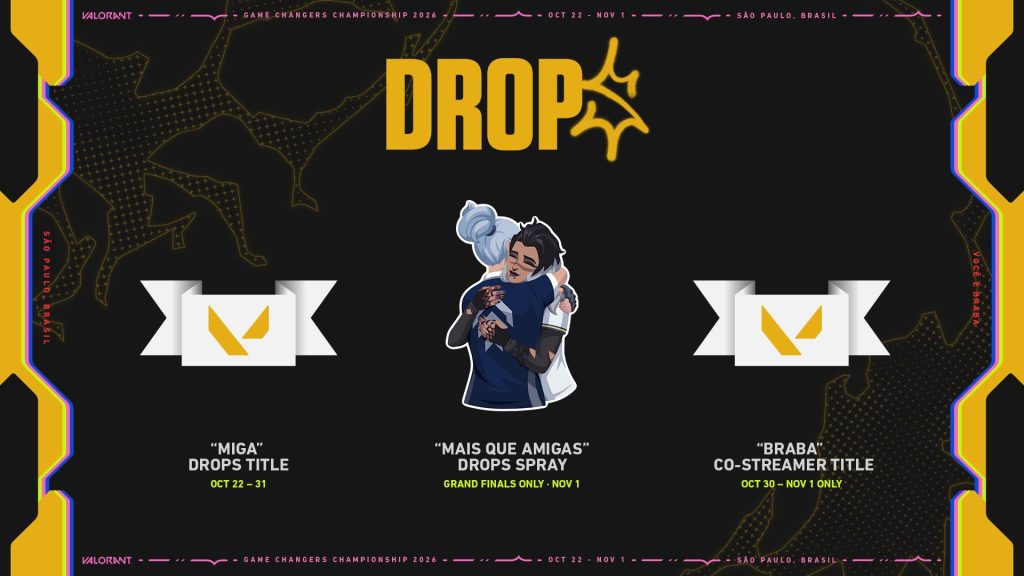 VALORANT GAME CHANGERS CHAMPIONSHIP 2026 OCT 22 - NOV 1 SÃO PAULO, BRASIL
DROPS
SÃO PAULO, BRASIL
VOCÊ É BRABA
“MIGA”
DROPS TITLE
OCT 22 – 31
“MAIS QUE AMIGAS”
DROPS SPRAY
GRAND FINALS ONLY · NOV 1
“BRABA”
CO-STREAMER TITLE
OCT 30 – NOV 1 ONLY
VALORANT GAME CHANGERS CHAMPIONSHIP 2026 OCT 22 - NOV 1 SÃO PAULO, BRASIL